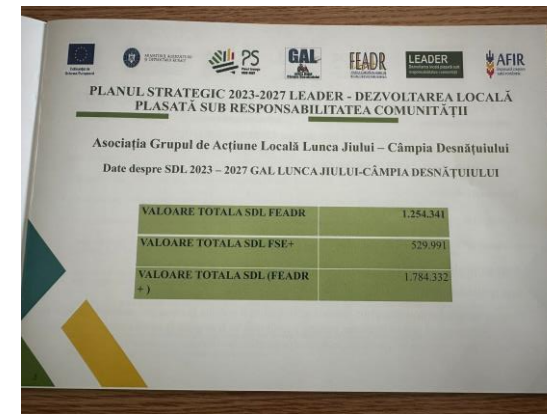 PS
GAL
FEADR
LEADER
AFIR
PLANUL STRATEGIC 2023-2027 LEADER - DEZVOLTAREA LOCALĂ
PLASATĂ SUB RESPONSABILITATEA COMUNITĂȚII
Asociația Grupul de Acțiune Locală Lunca Jiului – Câmpia Desnățuiului
Date despre SDL 2023 – 2027 GAL LUNCA JIULUI-CÂMPIA DESNĂȚUIULUI
VALOARE TOTALA SDL FEADR 1.254.341
VALOARE TOTALA SDL FSE+ 529.991
VALOARE TOTALA SDL (FEADR 1.784.332
+ )